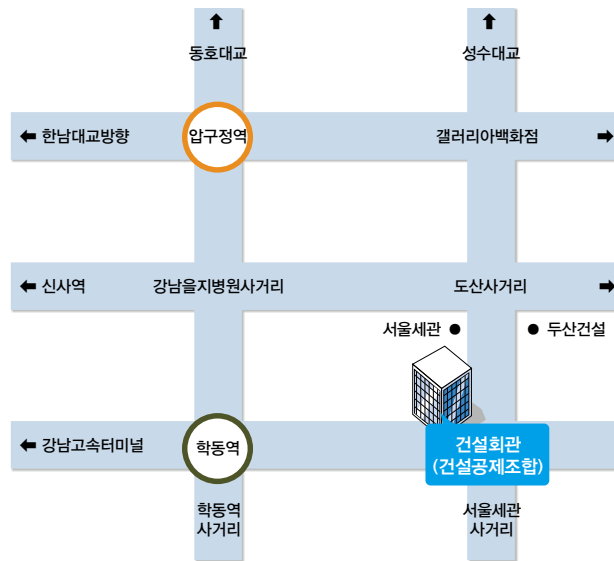 동호대교
성수대교
한남대교방향
압구정역
갤러리아백화점
신사역
강남을지병원사거리
도산사거리
서울세관
두산건설
강남고속터미널
학동역
건설회관
(건설공제조합)
학동역
사거리
서울세관
사거리